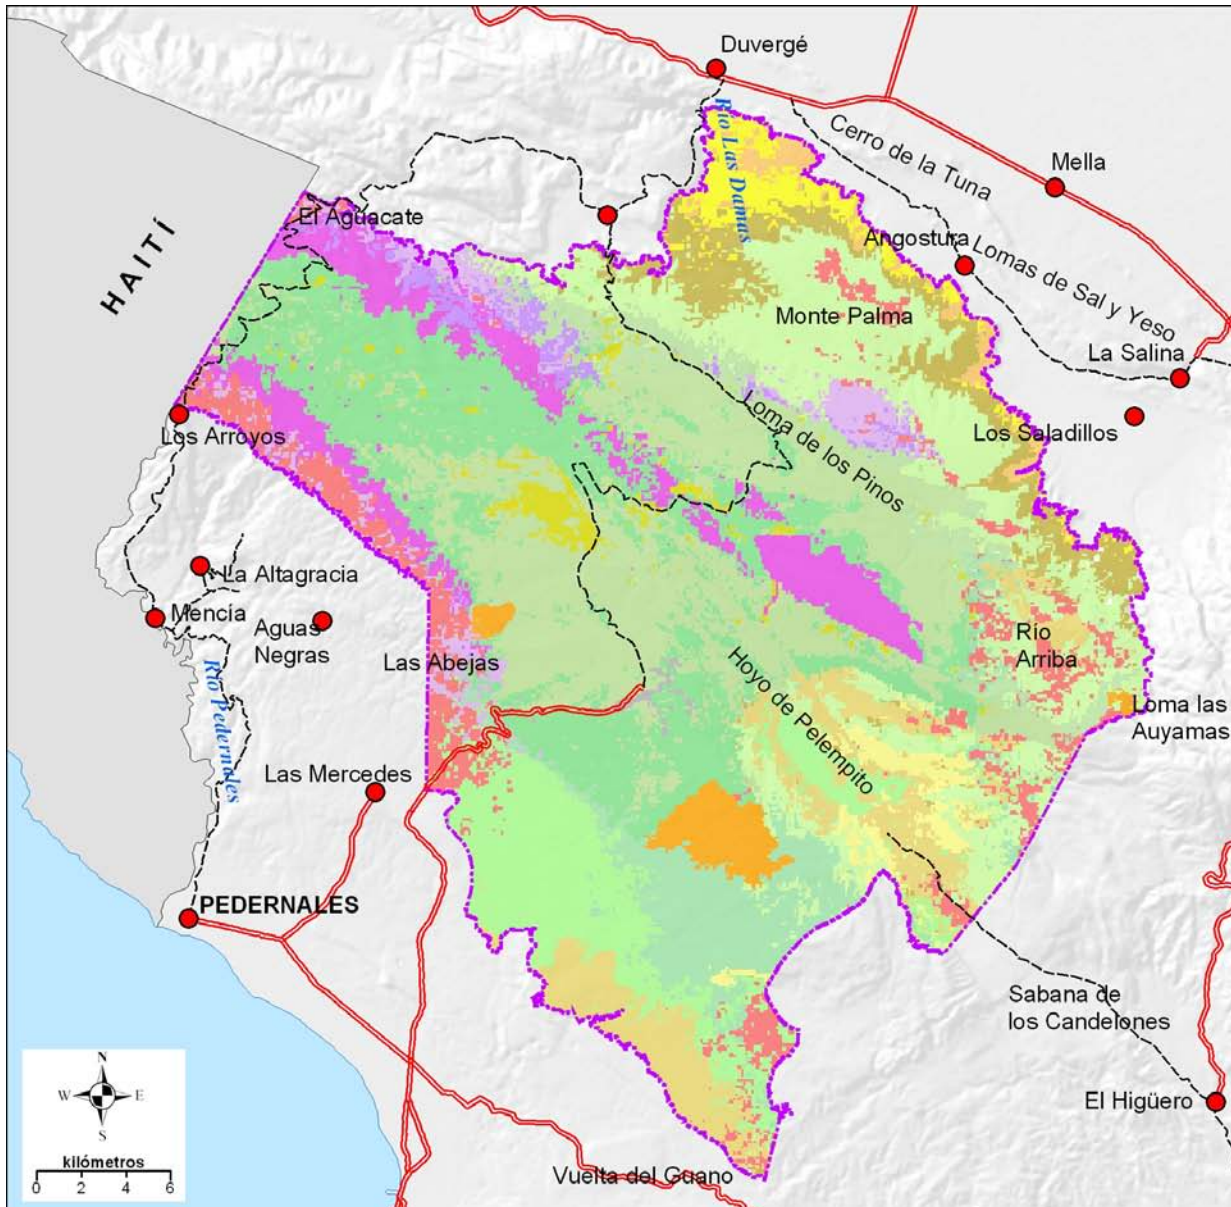 Duvergé
Río Las Damas
Cerro de la Tuna
Mella
HAITÍ
El Aguacate
Angostura
Lomas de Sal y Yeso
Monte Palma
La Salina
Loma de los Pinos
Los Saladillos
Los Arroyos
La Altagracia
Mencía
Aguas
Negras
Las Abejas
Río
Arriba
Río Pedernales
Hoyo de Pelempito
Loma las
Auyamas
Las Mercedes
PEDERNALES
Sabana de
los Candelones
El Higüero
Vuelta del Guano
N
W
E
S
kilómetros
0 2 4 6